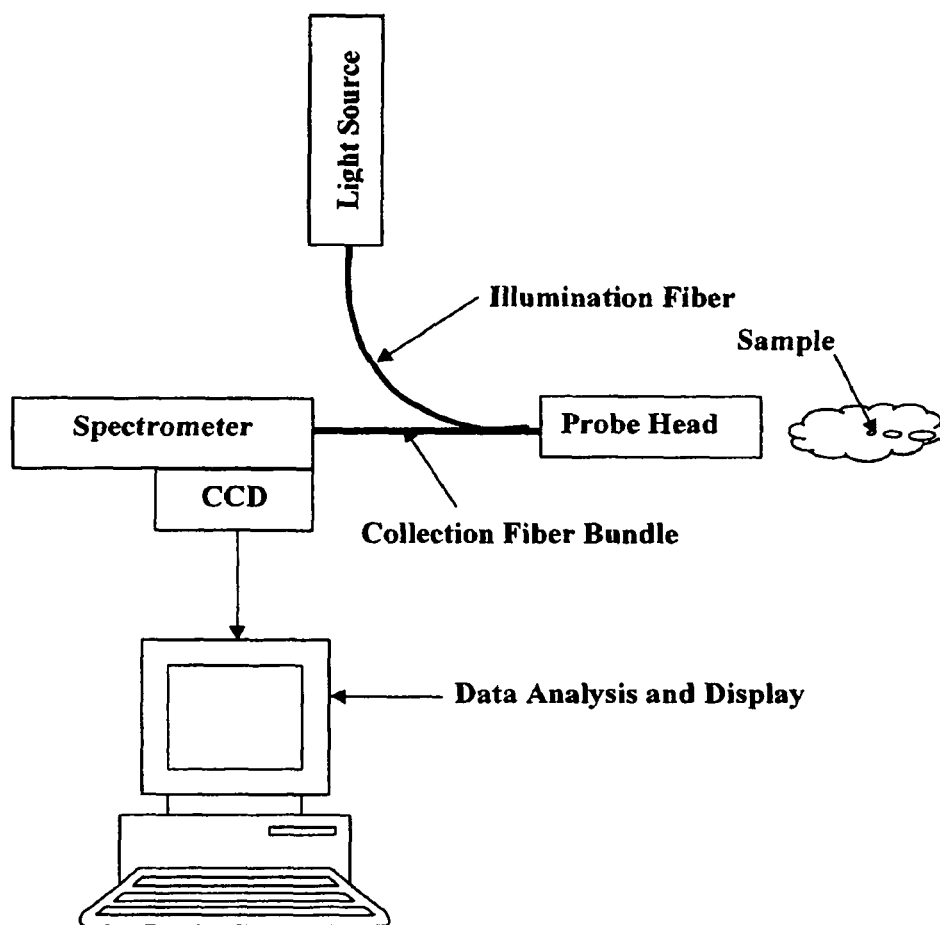 Light Source
Illumination Fiber
Sample
Spectrometer
Probe Head
CCD
Collection Fiber Bundle
Data Analysis and Display